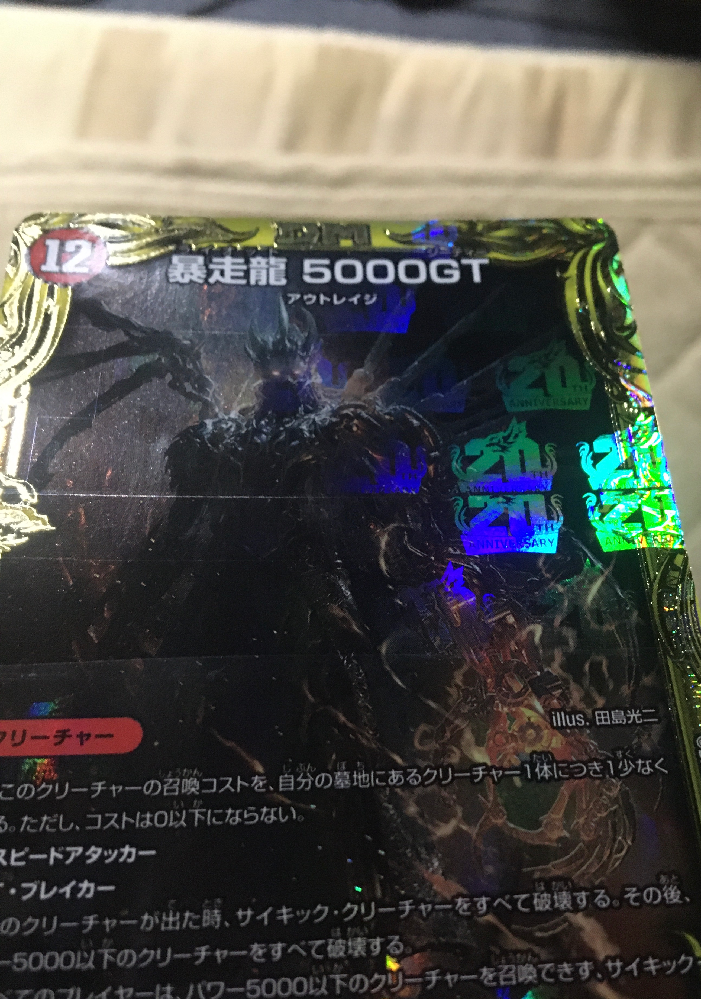 DM
12
暴走龍 5000GT
アウトレイジ
20TH
ANNIVERSARY
20TH
ANNIVERSARY
20TH
ANNIVERSARY
illus. 田島光二
クリーチャー
このクリーチャーの召喚コストを、自分の墓地にあるクリーチャー1体につき1少なく
る。ただし、コストは0以下にならない。
スピードアタッカー
・ブレイカー
のクリーチャーが出た時、サイキック・クリーチャーをすべて破壊する。その後、
ー5000以下のクリーチャーをすべて破壊する。
べてのプレイヤーは、パワー5000以下のクリーチャーを召喚できず、サイキック